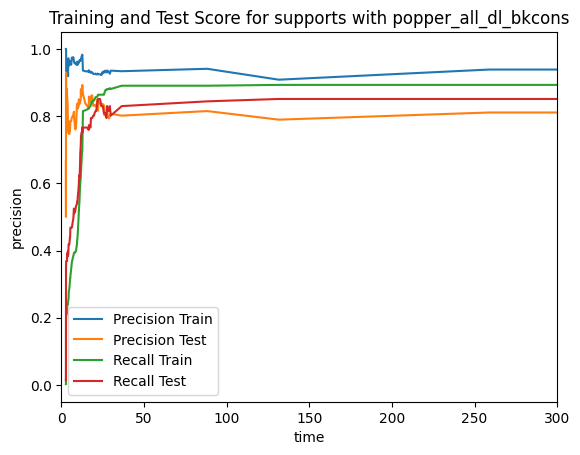 Training and Test Score for supports with popper_all_dl_bkcons
1.0
0.8
0.6
0.4
0.2
0.0
precision
Precision Train
Precision Test
Recall Train
Recall Test
0
50
100
150
200
250
300
time